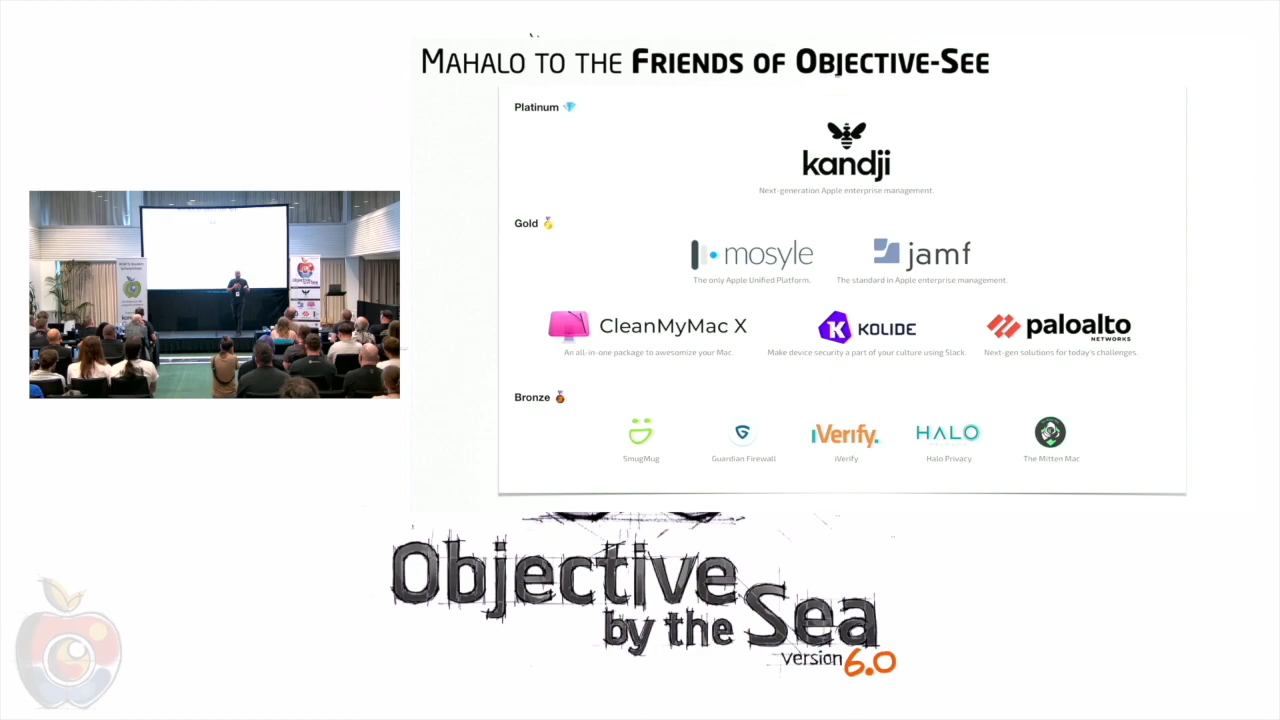 MAHALO TO THE FRIENDS OF OBJECTIVE-SEE
Platinum
kandji
Next-generation Apple enterprise management.
Gold
mosyle
jamf
The only Apple Unified Platform.
The standard in Apple enterprise management.
CleanMyMac X
K KOLIDE
paloalto
NETWORKS
An all-in-one package to awesomize your Mac.
Make device security a part of your culture using Slack.
Next-gen solutions for today's challenges.
Bronze
G
iVerify.
HALO
SmugMug
Guardian Firewall
iVerify
Halo Privacy
The Mitten Mac
Objective
by the Sea
version 6.0